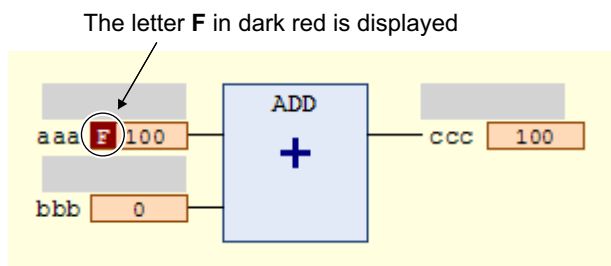 The letter F in dark red is displayed
ADD
aaa F 100
+
ccc 100
bbb 0